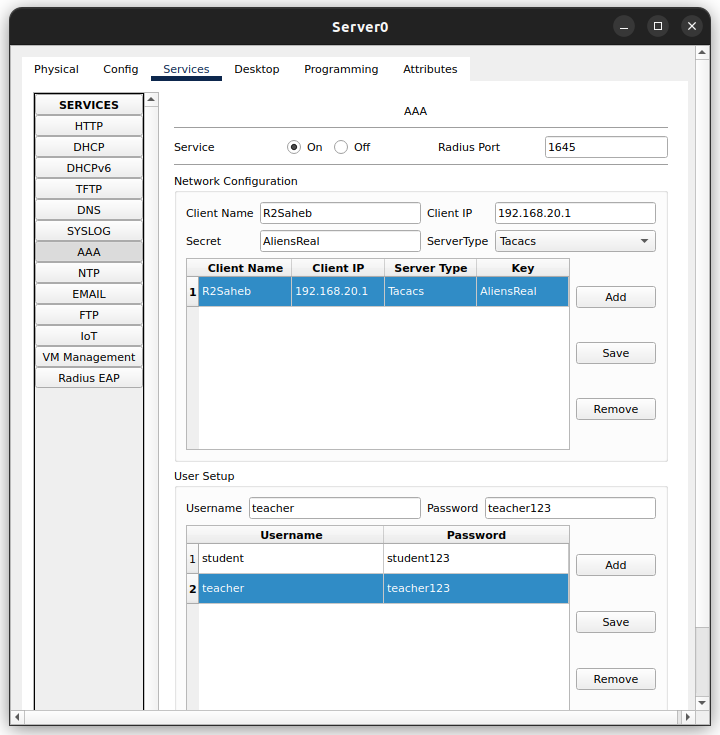 Server0
Physical Config Services Desktop Programming Attributes
SERVICES
HTTP
DHCP
DHCPv6
TFTP
DNS
SYSLOG
AAA
NTP
EMAIL
FTP
IoT
VM Management
Radius EAP
AAA
Service On Off Radius Port 1645
Network Configuration
Client Name R2Saheb Client IP 192.168.20.1
Secret AliensReal ServerType Tacacs
Client Name Client IP Server Type Key
1 R2Saheb 192.168.20.1 Tacacs AliensReal
Add
Save
Remove
User Setup
Username teacher Password teacher123
Username Password
1 student student123
2 teacher teacher123
Add
Save
Remove